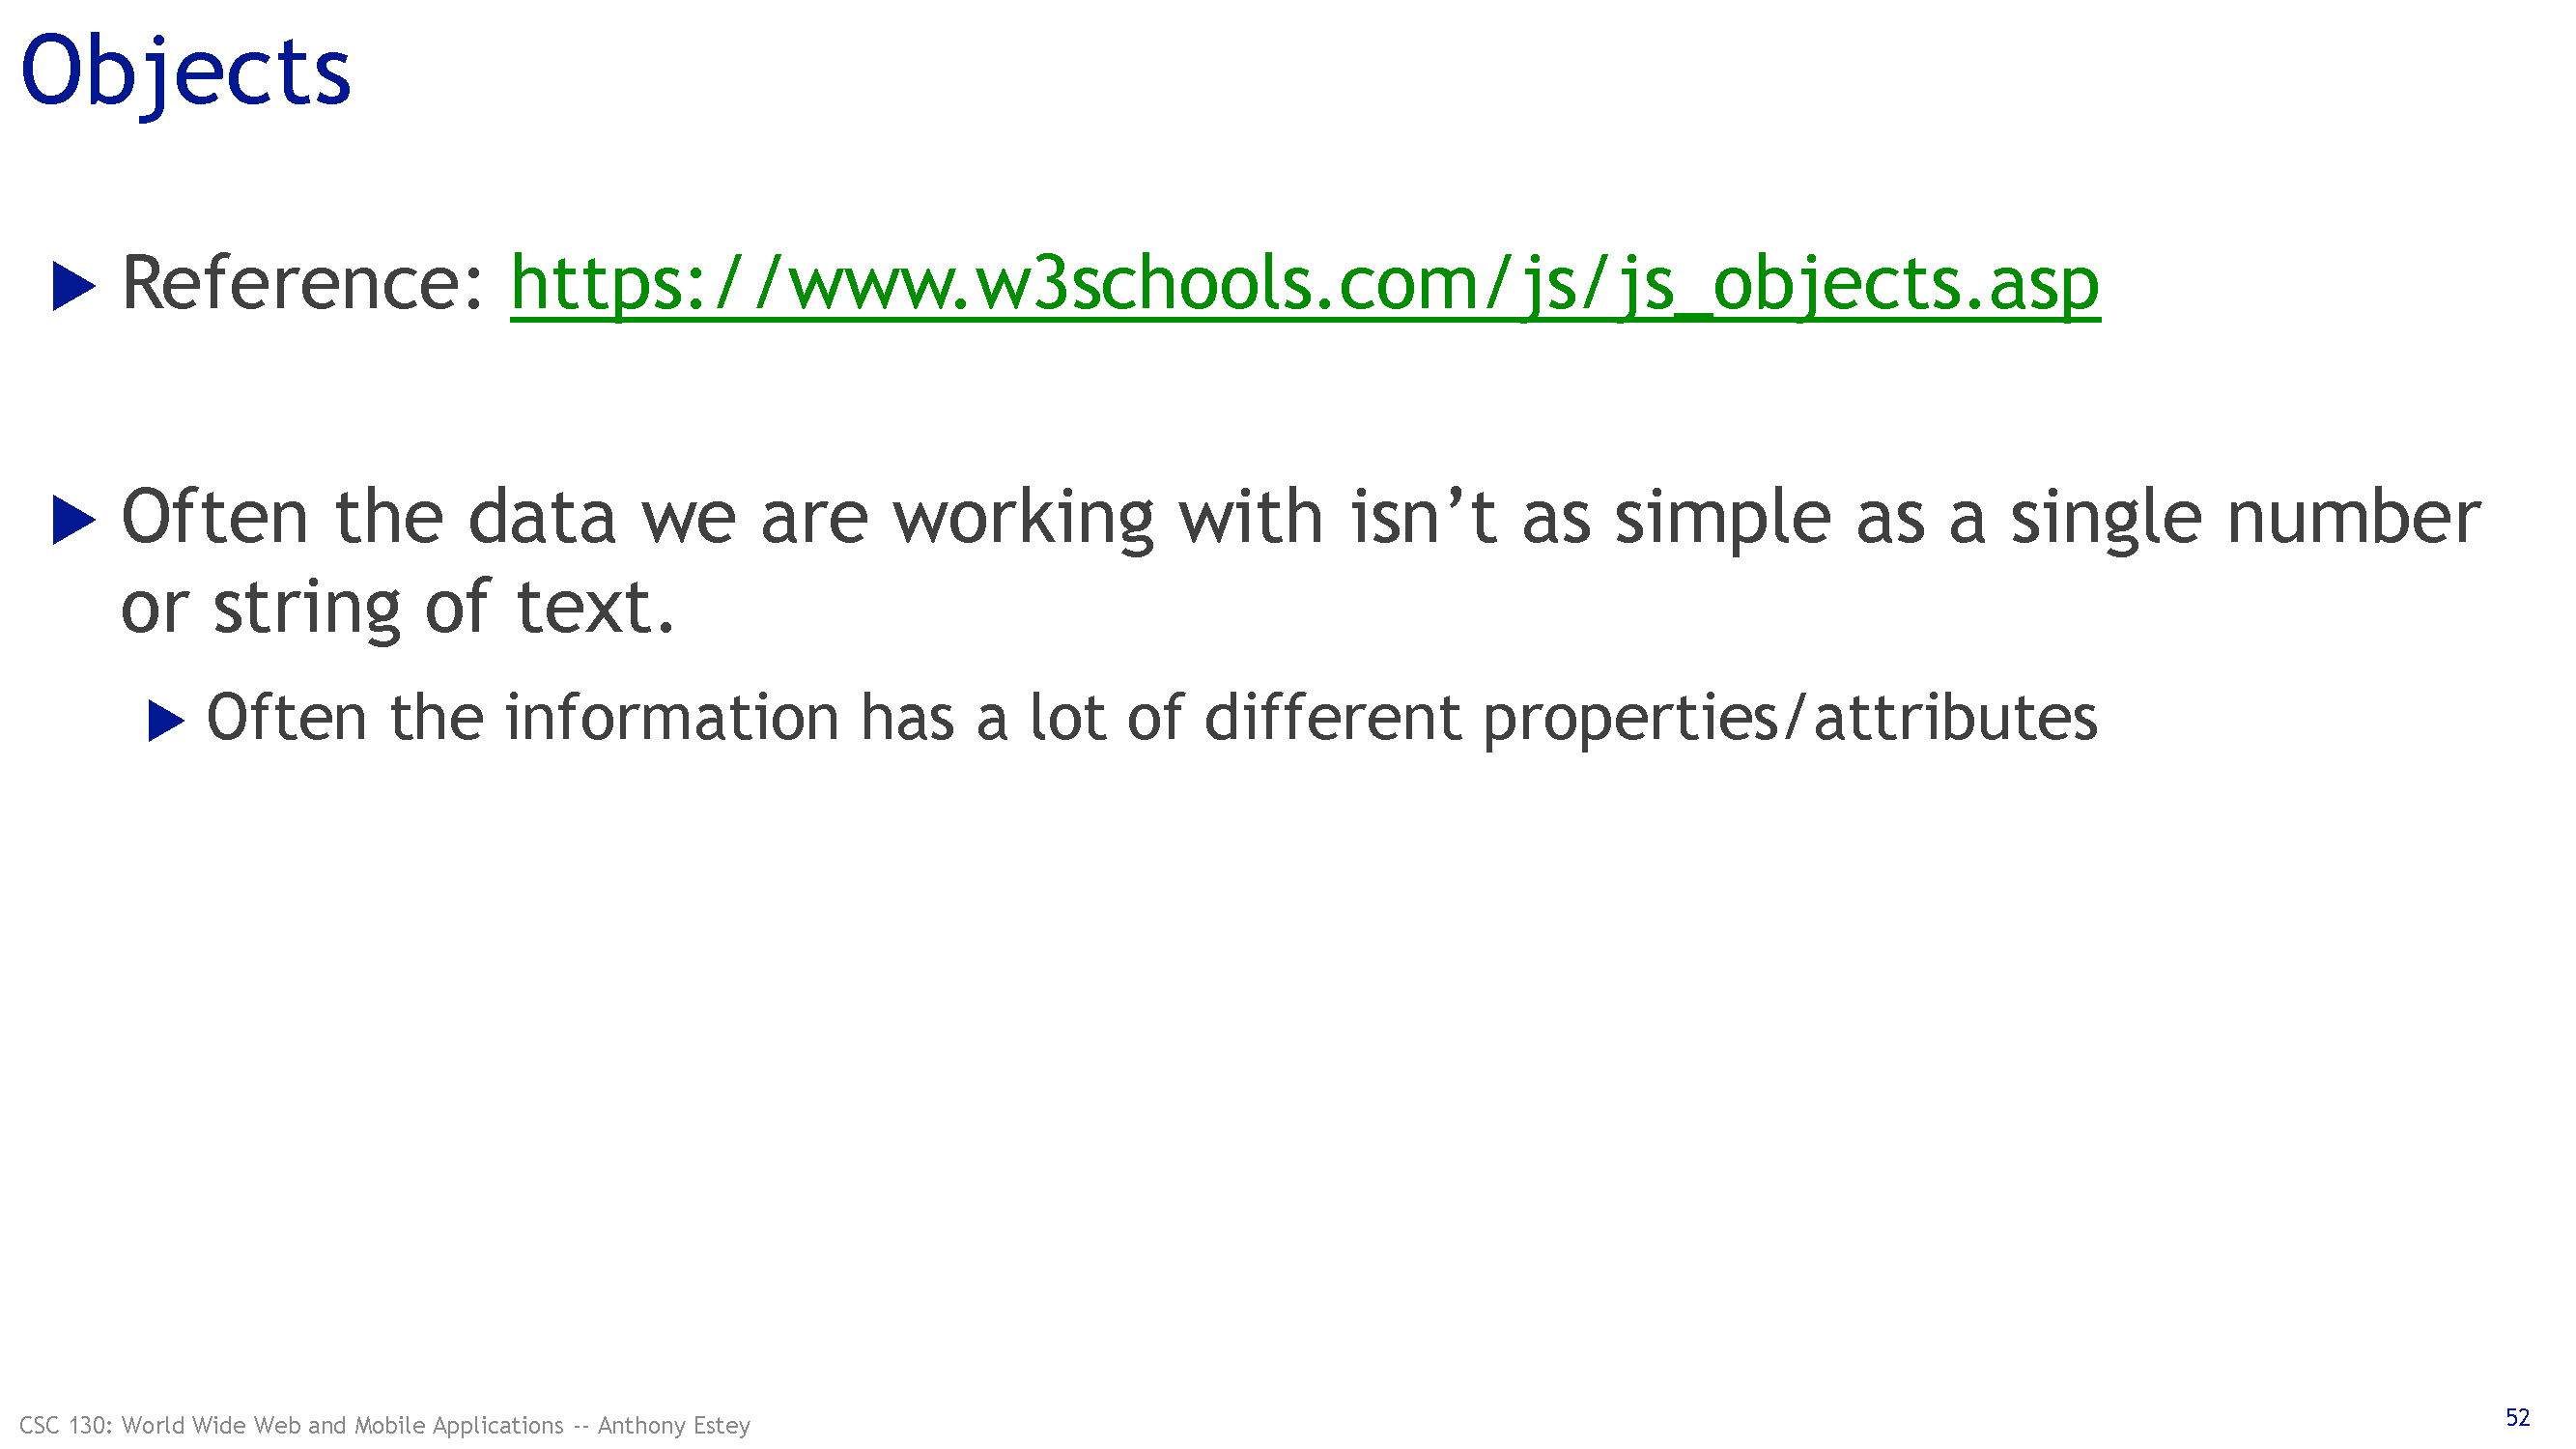 Objects
Reference: https://www.w3schools.com/js/js_objects.asp
Often the data we are working with isn’t as simple as a single number
or string of text.
Often the information has a lot of different properties/attributes
CSC 130: World Wide Web and Mobile Applications -- Anthony Estey
52